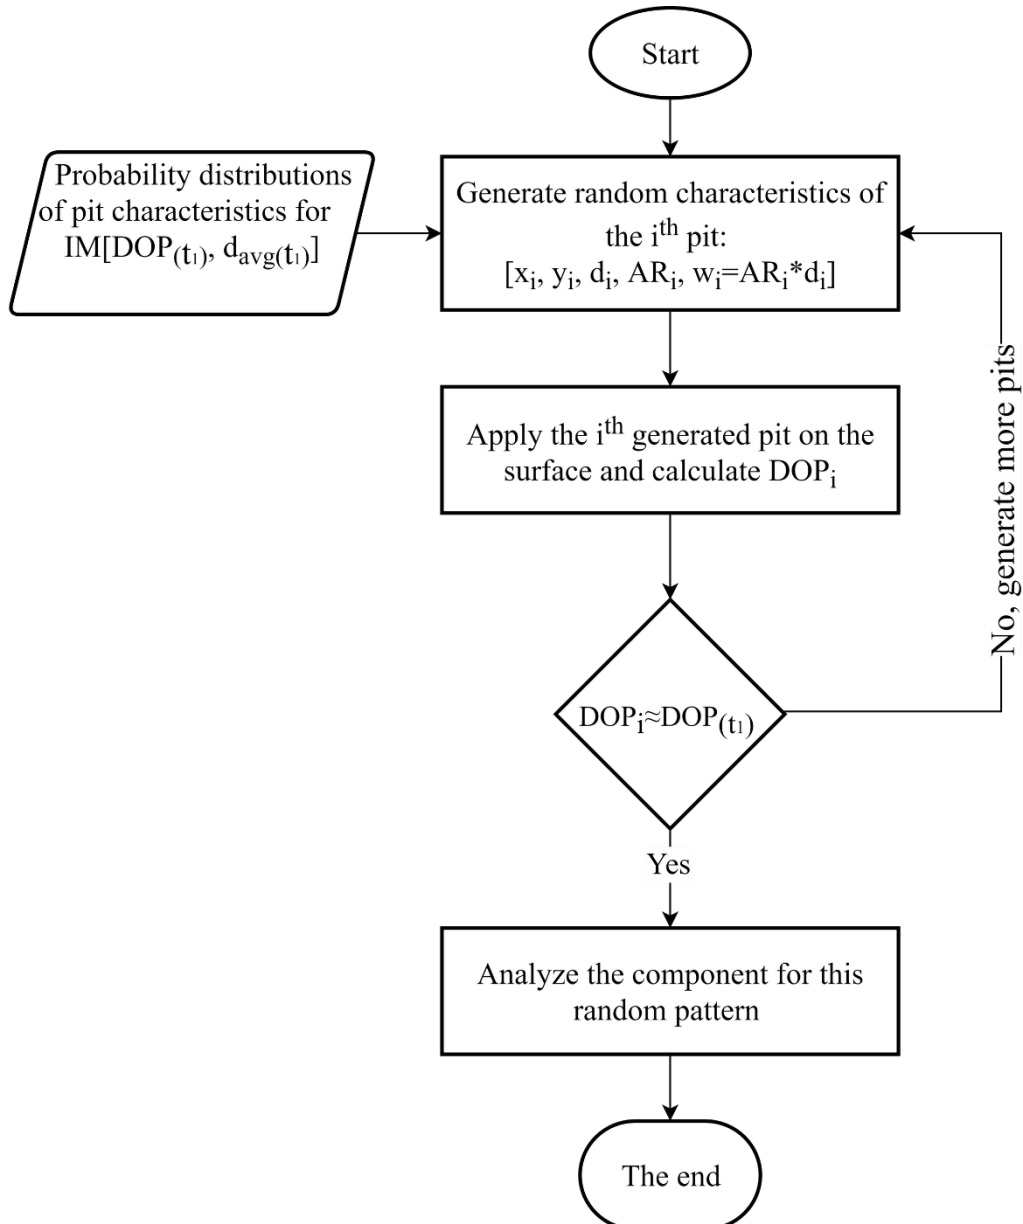 Start
Probability distributions
of pit characteristics for
IM[DOP(t₁), d_avg(t₁)]
Generate random characteristics of
the iᵗʰ pit:
[xᵢ, yᵢ, dᵢ, ARᵢ, wᵢ=ARᵢ*dᵢ]
Apply the iᵗʰ generated pit on the
surface and calculate DOPᵢ
No, generate more pits
DOPᵢ≈DOP(t₁)
Yes
Analyze the component for this
random pattern
The end